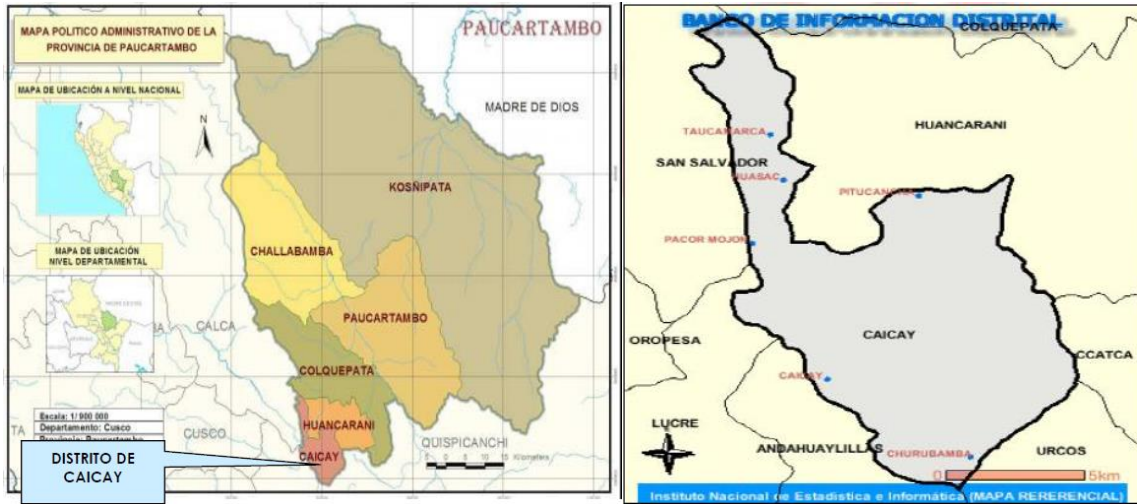 MAPA POLITICO ADMINISTRATIVO DE LA
PROVINCIA DE PAUCARTAMBO
PAUCARTAMBO
MAPA DE UBICACIÓN A NIVEL NACIONAL
N
MADRE DE DIOS
KOSÑIPATA
CHALLABAMBA
MAPA DE UBICACIÓN
NIVEL DEPARTAMENTAL
PAUCARTAMBO
CALCA
COLQUEPATA
Escala: 1/ 900 000
Departamento: Cusco
CUSCO
HUANCARANI
QUISPICANCHI
CAICAY
DISTRITO DE
CAICAY
BANCO DE INFORMACION DISTRITAL
COLQUEPATA
HUANCARANI
TAUCAMARCA
SAN SALVADOR
HUASAC
PITUCANCHA
PACOR MOJON
CAICAY
OROPESA
CCATCA
CAICAY
LUCRE
ANDAHUAYLILLAS
CHURUBAMBA
URCOS
0 5km
Instituto Nacional de Estadistica e Informática (MAPA RERERENCIAL)